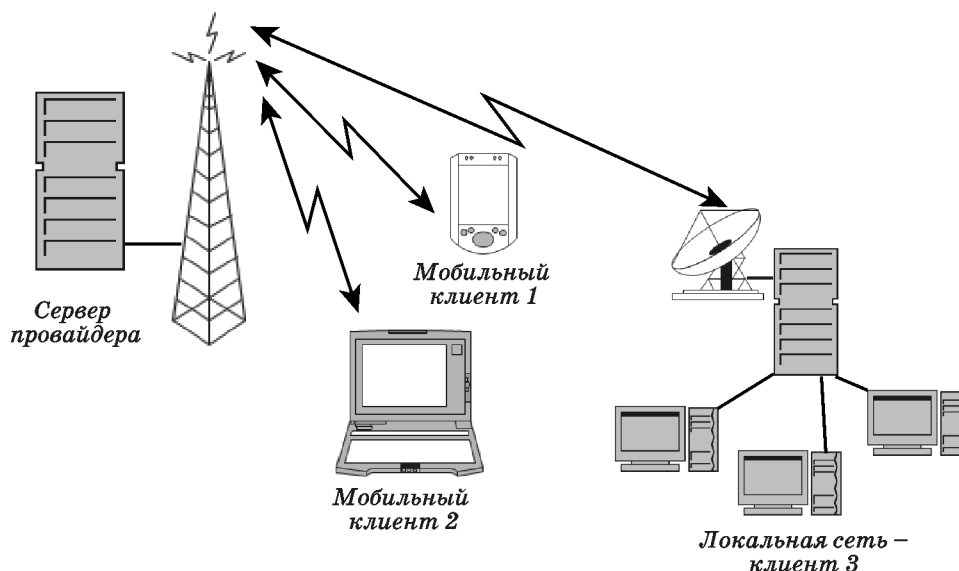 Сервер
провайдера
Мобильный
клиент 1
Мобильный
клиент 2
Локальная сеть –
клиент 3